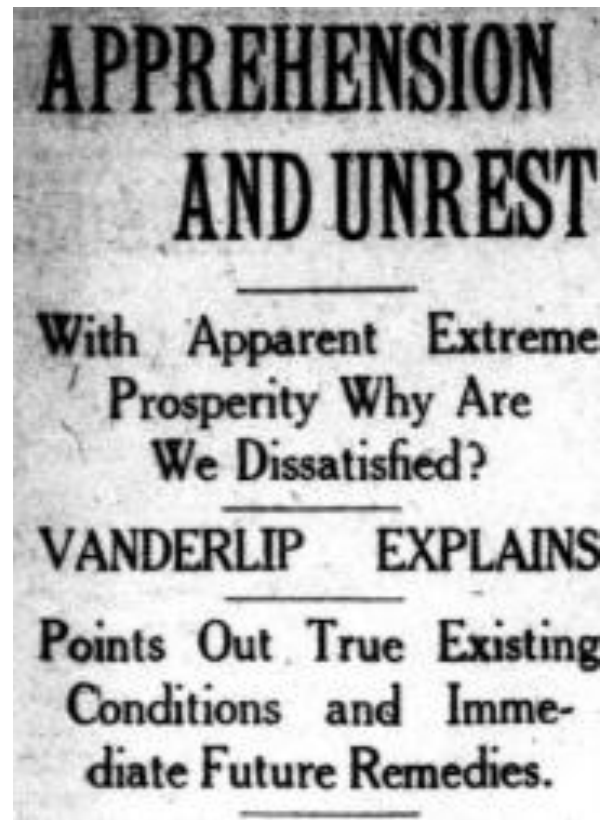 APPREHENSION
AND UNREST
With Apparent Extreme
Prosperity Why Are
We Dissatisfied?
VANDERLIP EXPLAINS
Points Out True Existing
Conditions and Imme-
diate Future Remedies.